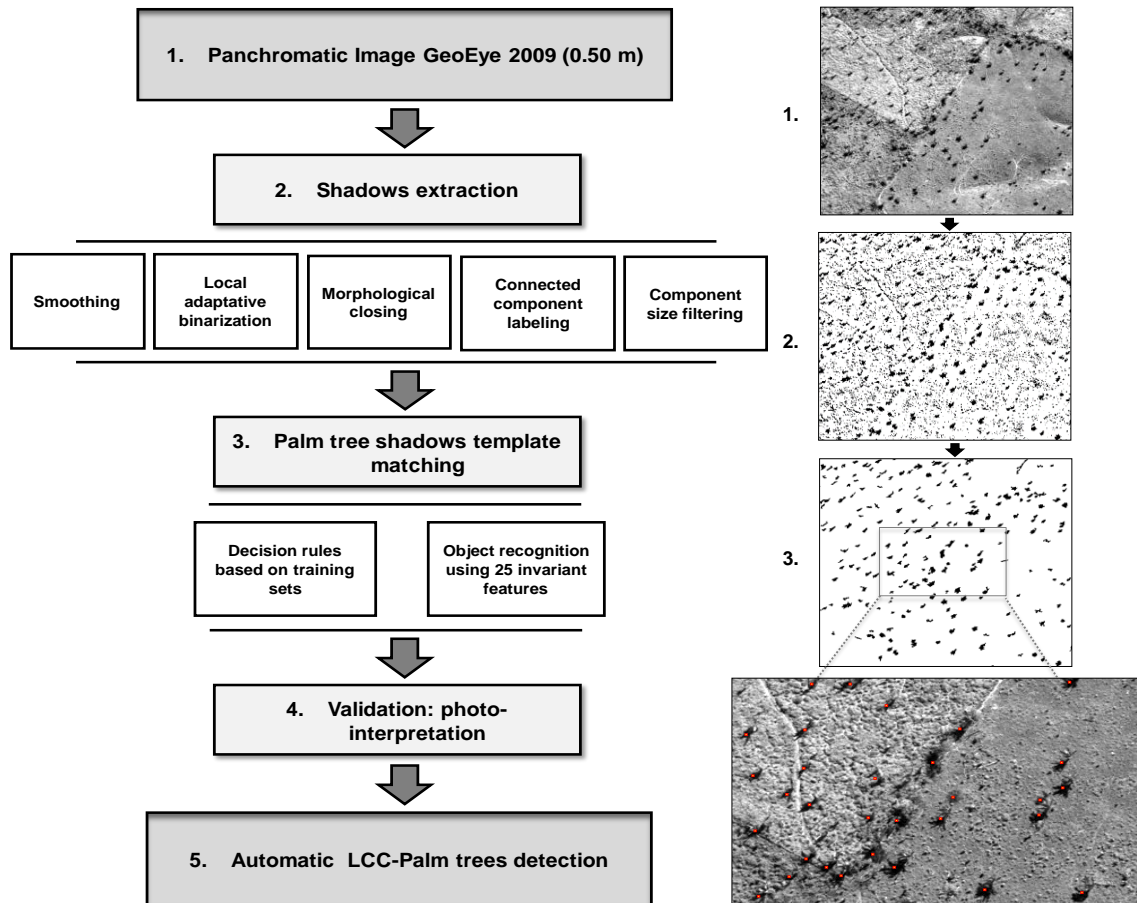 1. Panchromatic Image GeoEye 2009 (0.50 m)
2. Shadows extraction
Smoothing
Local
adaptative
binarization
Morphological
closing
Connected
component
labeling
Component
size filtering
3. Palm tree shadows template
matching
Decision rules
based on training
sets
Object recognition
using 25 invariant
features
4. Validation: photo-
interpretation
5. Automatic LCC-Palm trees detection
1.
2.
3.